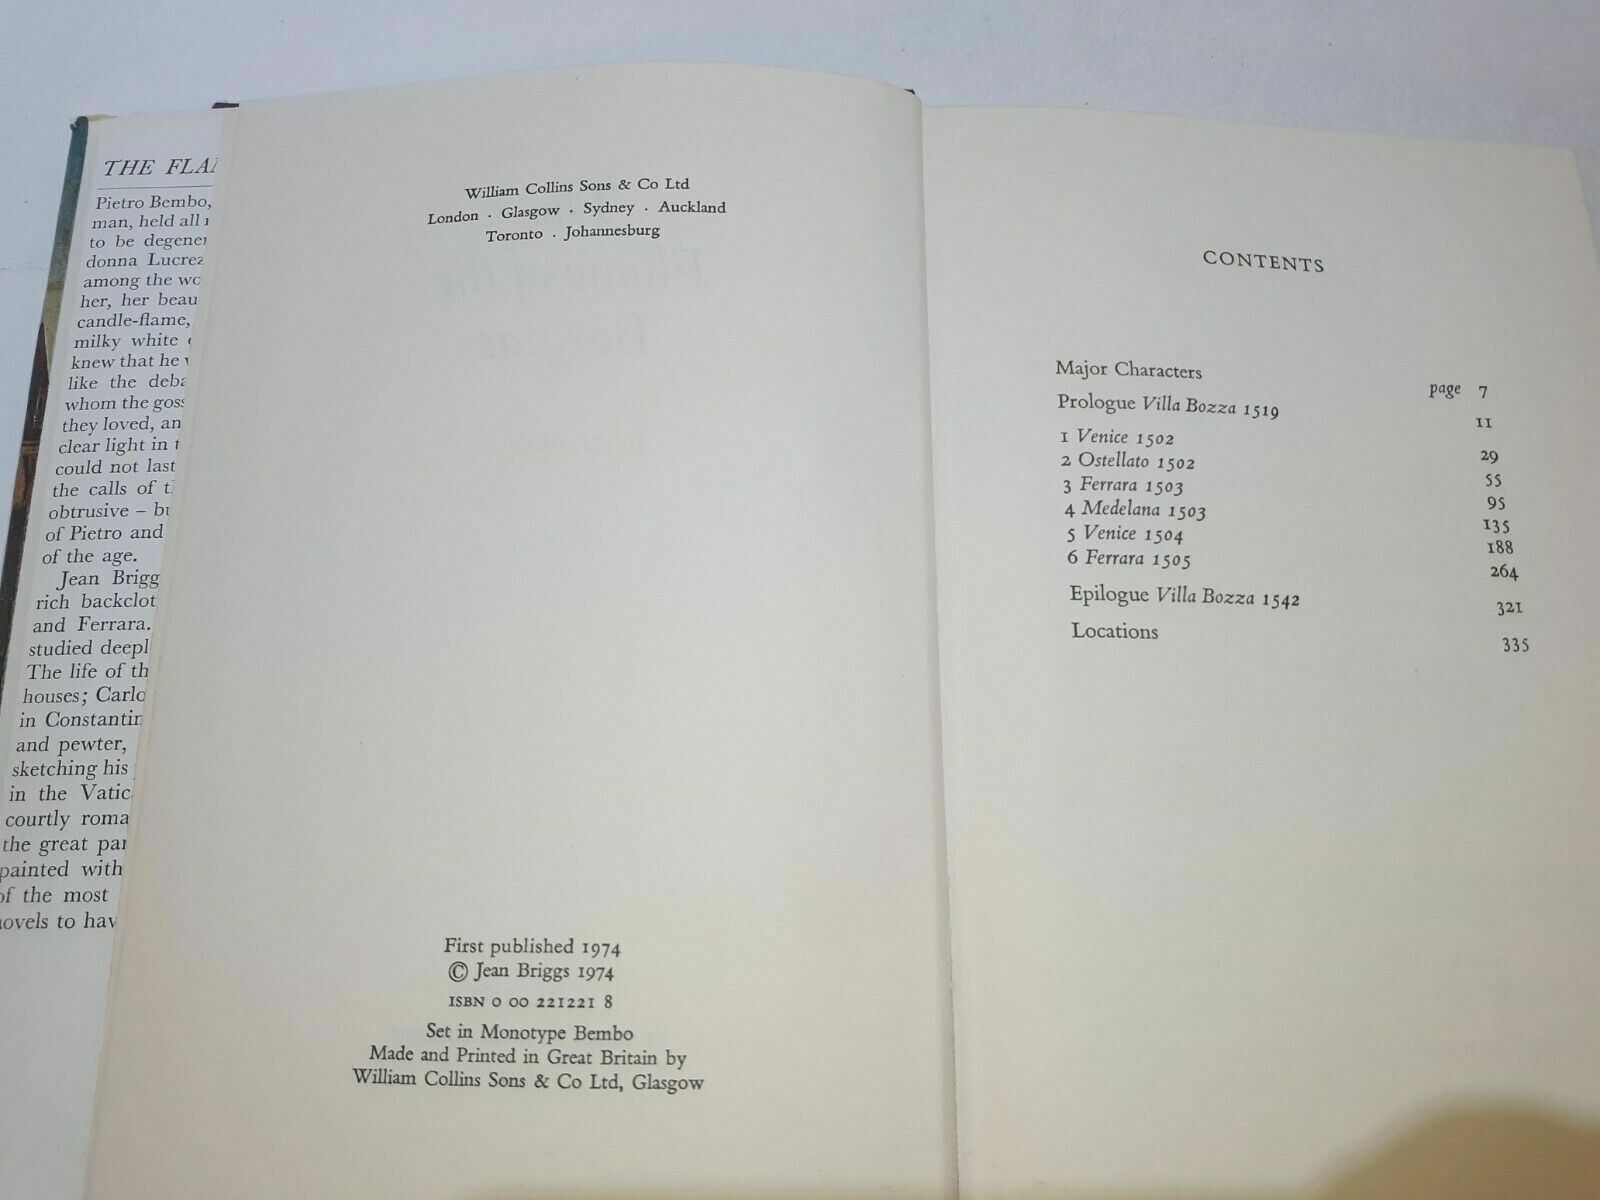 THE FLA
Pietro Bembo,
man, held all
to be degene
donna Lucrez
among the wo
her, her beau
candle-flame,
milky white
knew that he
like the deba
whom the goss
they loved, an
clear light in t
could not last
the calls of t
obtrusive – bu
of Pietro and
of the age.
Jean Brigg
rich backclot
and Ferrara.
studied deepl
The life of th
houses; Carlo
in Constantin
and pewter,
sketching his
in the Vatic
courtly roma
the great pa
painted with
of the most
novels to hav
William Collins Sons & Co Ltd
London · Glasgow · Sydney · Auckland
Toronto · Johannesburg
First published 1974
© Jean Briggs 1974
ISBN 0 00 221221 8
Set in Monotype Bembo
Made and Printed in Great Britain by
William Collins Sons & Co Ltd, Glasgow
CONTENTS
Major Characters page 7
Prologue Villa Bozza 1519 11
1 Venice 1502 29
2 Ostellato 1502 55
3 Ferrara 1503 95
4 Medelana 1503 135
5 Venice 1504 188
6 Ferrara 1505 264
Epilogue Villa Bozza 1542 321
Locations 335